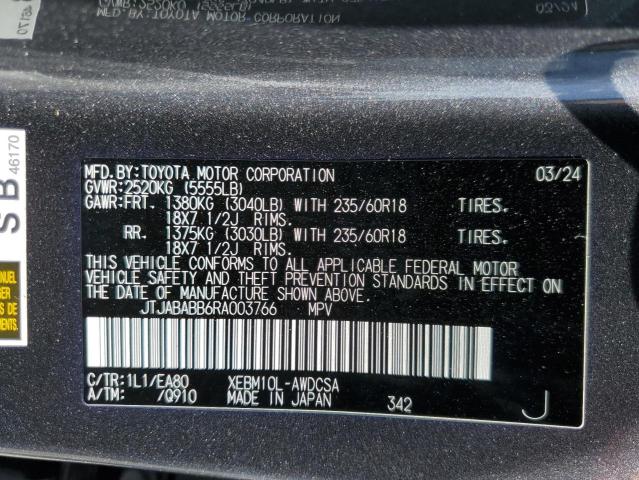 MFD.BY:TOYOTA MOTOR CORPORATION 03/24
GVWR:2520KG (5555LB)
GAWR:FRT. 1380KG (3040LB) WITH 235/60R18 TIRES.
18X7 1/2J RIMS.
RR. 1375KG (3030LB) WITH 235/60R18 TIRES.
18X7 1/2J RIMS.
THIS VEHICLE CONFORMS TO ALL APPLICABLE FEDERAL MOTOR
VEHICLE SAFETY AND THEFT PREVENTION STANDARDS IN EFFECT ON
THE DATE OF MANUFACTURE SHOWN ABOVE.
JTJABABB6RA003766 MPV
C/TR:1L1/EA80 XEBM10L-AWDCSA
A/TM: /Q910 MADE IN JAPAN 342 J
S B
46170